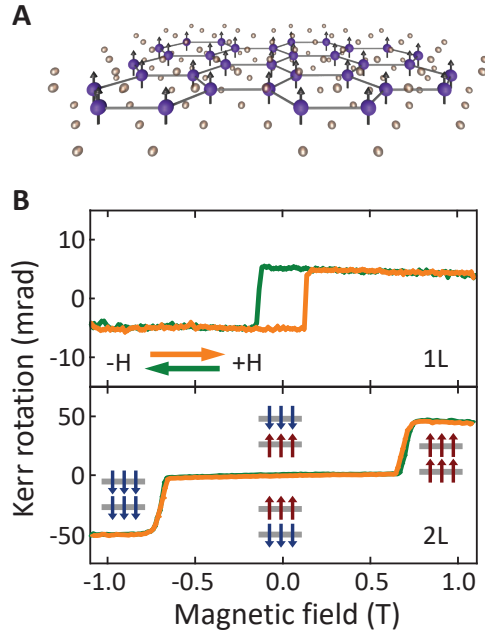 A
B
Kerr rotation (mrad)
10
0
-10
-H
+H
1L
50
0
-50
2L
-1.0
-0.5
0.0
0.5
1.0
Magnetic field (T)